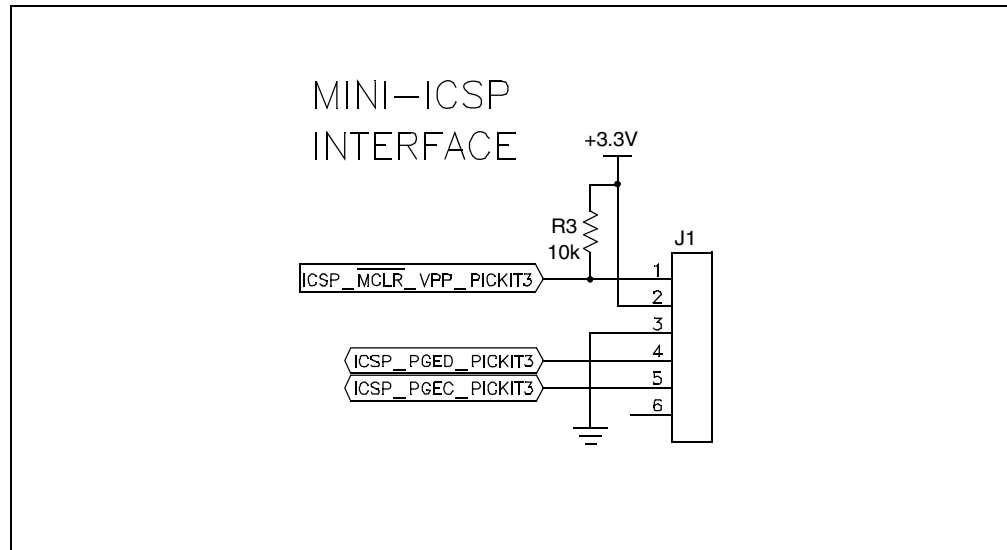 MINI–ICSP
INTERFACE
+3.3V
R3
10k
J1
ICSP_MCLR_VPP_PICKIT3
1
2
3
ICSP_PGED_PICKIT3
4
ICSP_PGEC_PICKIT3
5
6